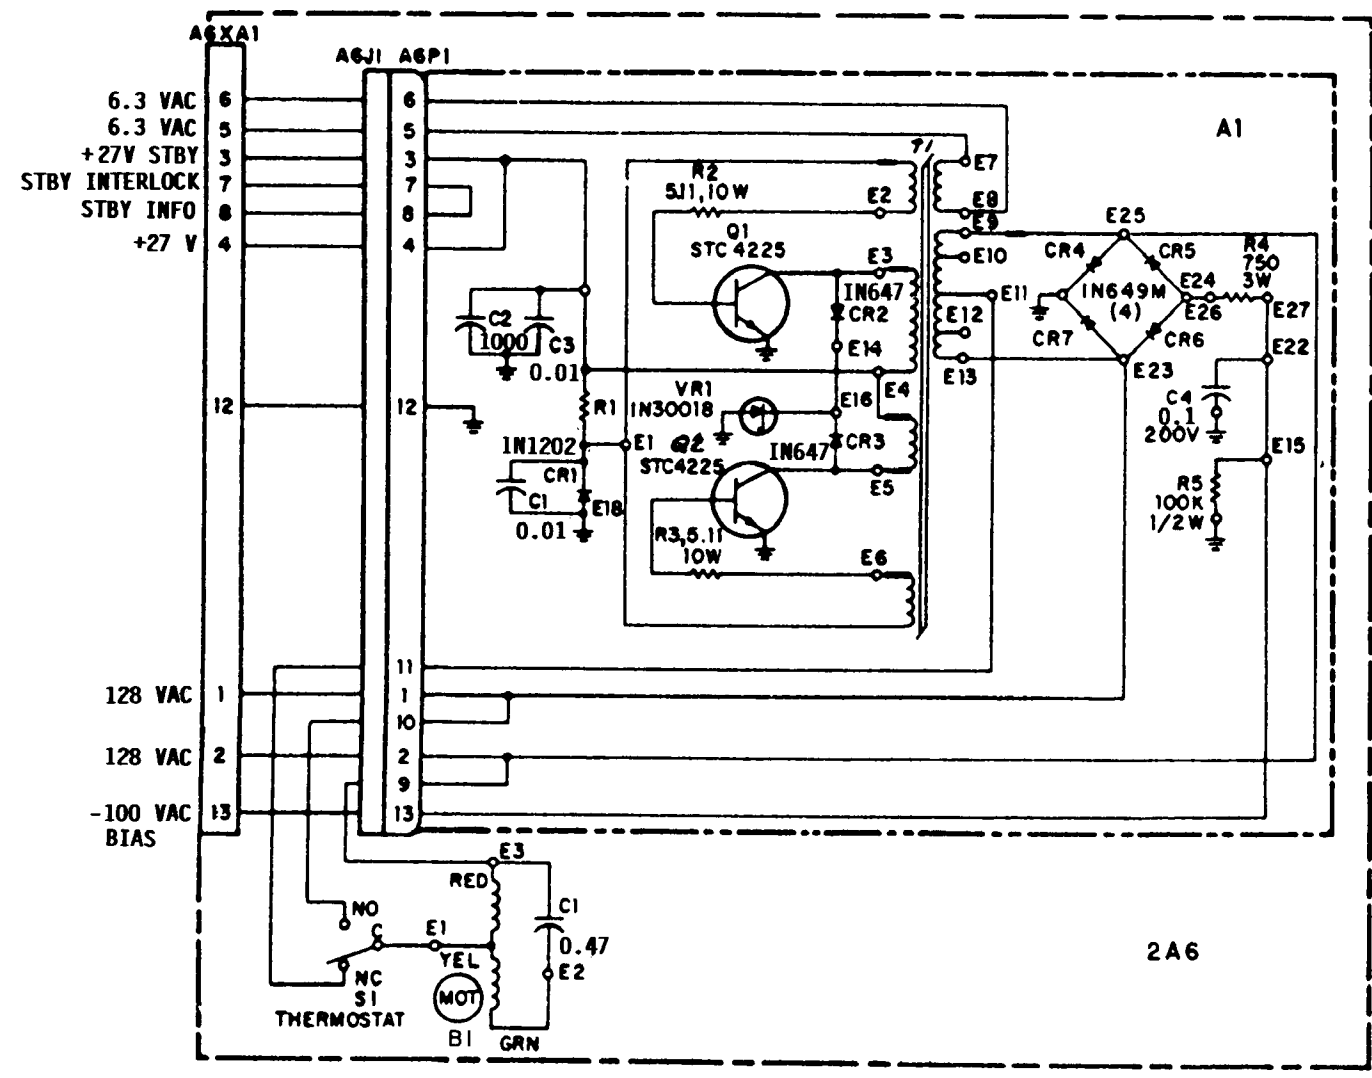 A6XA1
A6J1 A6P1
6.3 VAC 6 6
6.3 VAC 5 5
+27V STBY 3 3
STBY INTERLOCK 7 7
STBY INFO 8 8
+27 V 4 4
12 12
11
128 VAC 1 1
10
128 VAC 2 2
9
-100 VAC 13 13
BIAS
A1
T1
E7
R2
5.11, 10W
E2
E8
E9
Q1
STC 4225
E3
E10
E25
CR4
CR5
R4
750
3W
IN647
CR2
E11
IN649M
(4)
E24
E26
E27
C2
1000
C3
0.01
E14
E12
CR7
CR6
E22
E13
E23
VR1
IN30018
E4
E16
C4
0.1
200V
R1
IN1202
E1
Q2
STC4225
IN647
CR3
E15
CR1
C1
0.01
E18
E5
R5
100K
1/2W
R3, 5.11
10W
E6
E3
RED
NO
C
E1
YEL
C1
0.47
E2
NC
S1
THERMOSTAT
MOT
B1
GRN
2A6